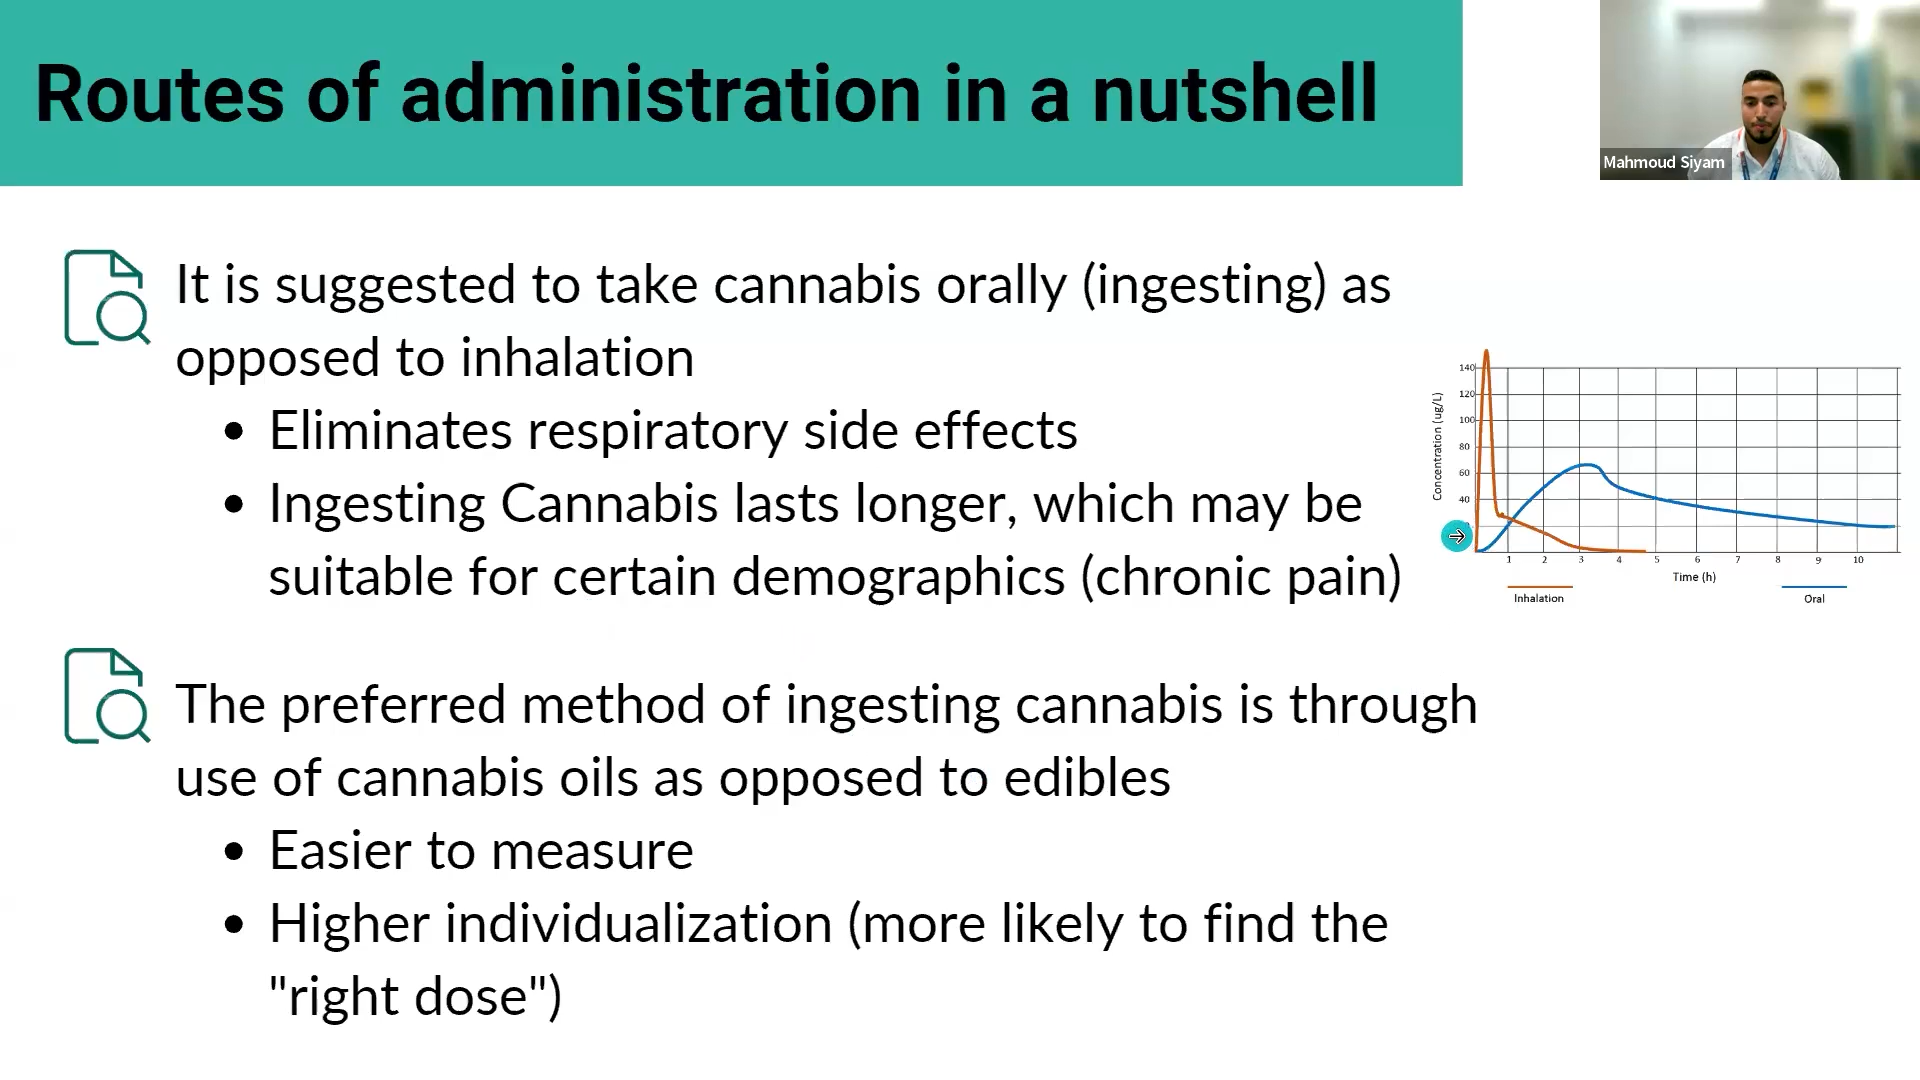 Routes of administration in a nutshell
Mahmoud Siyam
It is suggested to take cannabis orally (ingesting) as
opposed to inhalation
• Eliminates respiratory side effects
• Ingesting Cannabis lasts longer, which may be
suitable for certain demographics (chronic pain)
140
120
100
80
60
40
Concentration (ug/L)
1 2 3 4 5 6 7 8 9 10
Time (h)
Inhalation Oral
The preferred method of ingesting cannabis is through
use of cannabis oils as opposed to edibles
• Easier to measure
• Higher individualization (more likely to find the
"right dose")